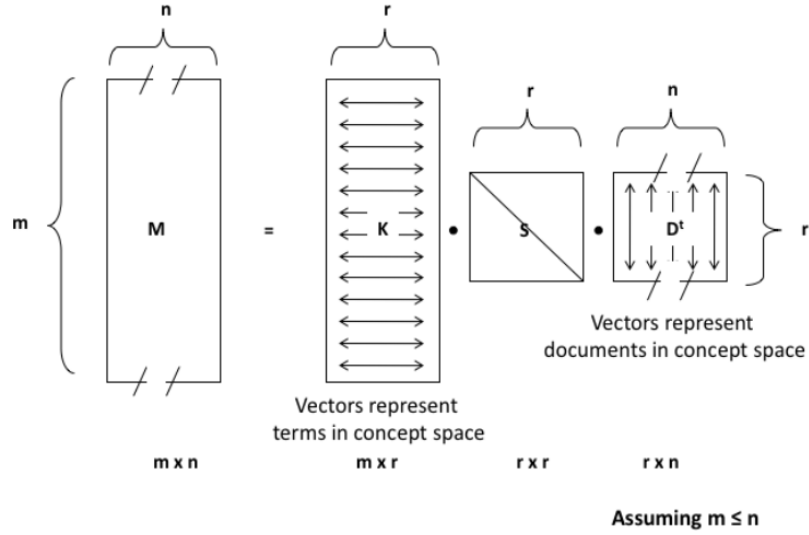 n
r
r
n
m
M
=
K
•
S
•
Dᵗ
r
Vectors represent
documents in concept space
Vectors represent
terms in concept space
m x n
m x r
r x r
r x n
Assuming m ≤ n